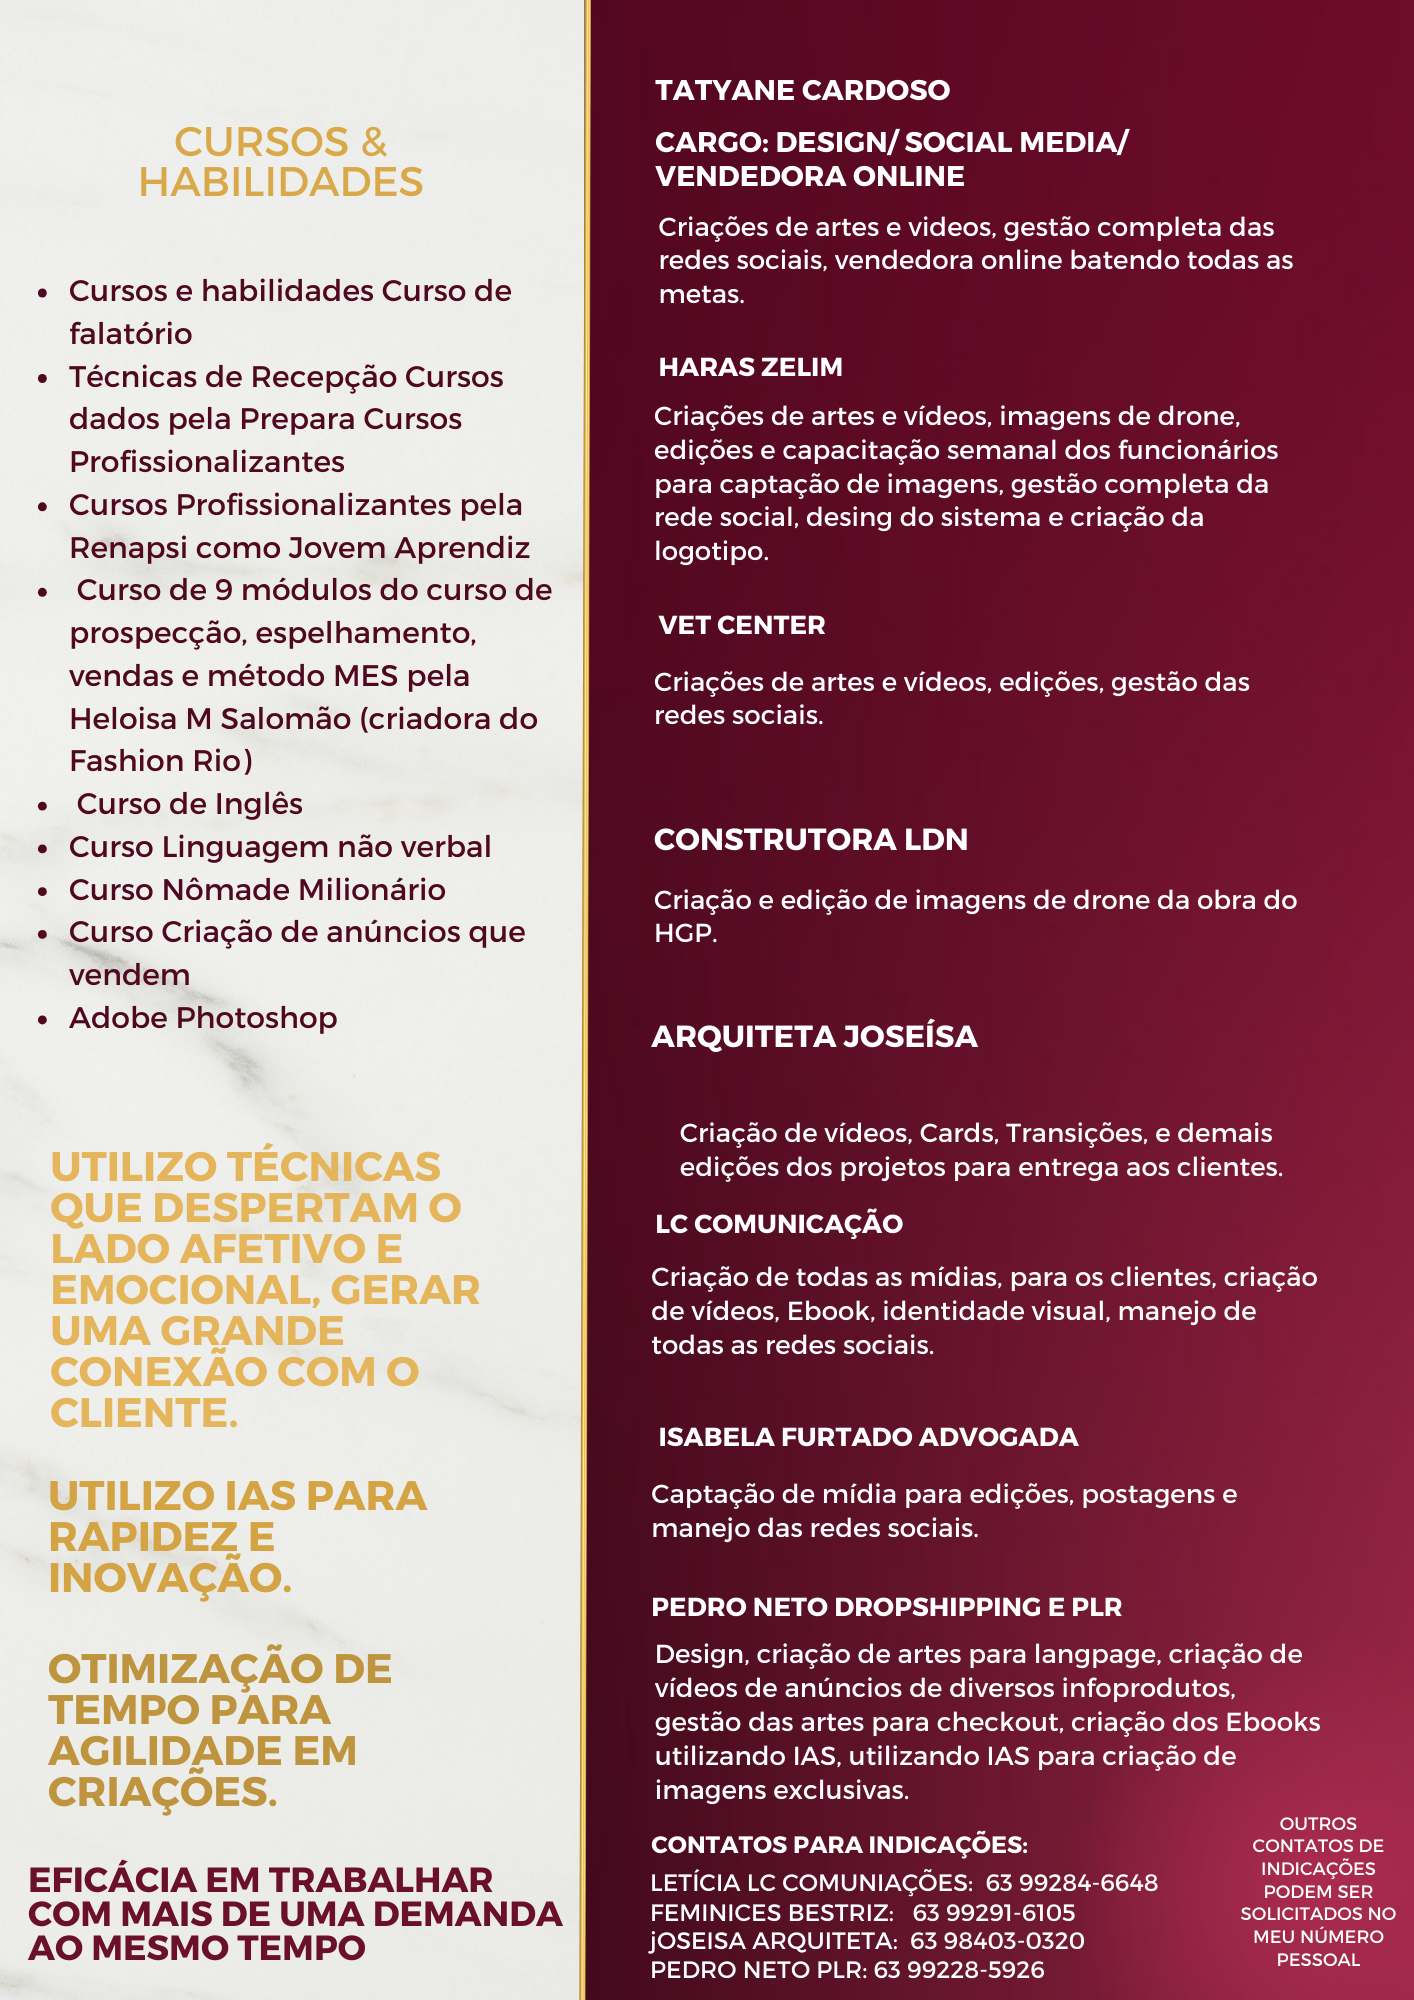 CURSOS &
HABILIDADES
• Cursos e habilidades Curso de
falatório
• Técnicas de Recepção Cursos
dados pela Prepara Cursos
Profissionalizantes
• Cursos Profissionalizantes pela
Renapsi como Jovem Aprendiz
• Curso de 9 módulos do curso de
prospecção, espelhamento,
vendas e método MES pela
Heloisa M Salomão (criadora do
Fashion Rio)
• Curso de Inglês
• Curso Linguagem não verbal
• Curso Nômade Milionário
• Curso Criação de anúncios que
vendem
• Adobe Photoshop
UTILIZO TÉCNICAS
QUE DESPERTAM O
LADO AFETIVO E
EMOCIONAL, GERAR
UMA GRANDE
CONEXÃO COM O
CLIENTE.
UTILIZO IAS PARA
RAPIDEZ E
INOVAÇÃO.
OTIMIZAÇÃO DE
TEMPO PARA
AGILIDADE EM
CRIAÇÕES.
EFICÁCIA EM TRABALHAR
COM MAIS DE UMA DEMANDA
AO MESMO TEMPO
TATYANE CARDOSO
CARGO: DESIGN/ SOCIAL MEDIA/
VENDEDORA ONLINE
Criações de artes e videos, gestão completa das
redes sociais, vendedora online batendo todas as
metas.
HARAS ZELIM
Criações de artes e vídeos, imagens de drone,
edições e capacitação semanal dos funcionários
para captação de imagens, gestão completa da
rede social, desing do sistema e criação da
logotipo.
VET CENTER
Criações de artes e vídeos, edições, gestão das
redes sociais.
CONSTRUTORA LDN
Criação e edição de imagens de drone da obra do
HGP.
ARQUITETA JOSEÍSA
Criação de vídeos, Cards, Transições, e demais
edições dos projetos para entrega aos clientes.
LC COMUNICAÇÃO
Criação de todas as mídias, para os clientes, criação
de vídeos, Ebook, identidade visual, manejo de
todas as redes sociais.
ISABELA FURTADO ADVOGADA
Captação de mídia para edições, postagens e
manejo das redes sociais.
PEDRO NETO DROPSHIPPING E PLR
Design, criação de artes para langpage, criação de
vídeos de anúncios de diversos infoprodutos,
gestão das artes para checkout, criação dos Ebooks
utilizando IAS, utilizando IAS para criação de
imagens exclusivas.
CONTATOS PARA INDICAÇÕES:
LETÍCIA LC COMUNIAÇÕES: 63 99284-6648
FEMINICES BESTRIZ: 63 99291-6105
jOSEISA ARQUITETA: 63 98403-0320
PEDRO NETO PLR: 63 99228-5926
OUTROS
CONTATOS DE
INDICAÇÕES
PODEM SER
SOLICITADOS NO
MEU NÚMERO
PESSOAL